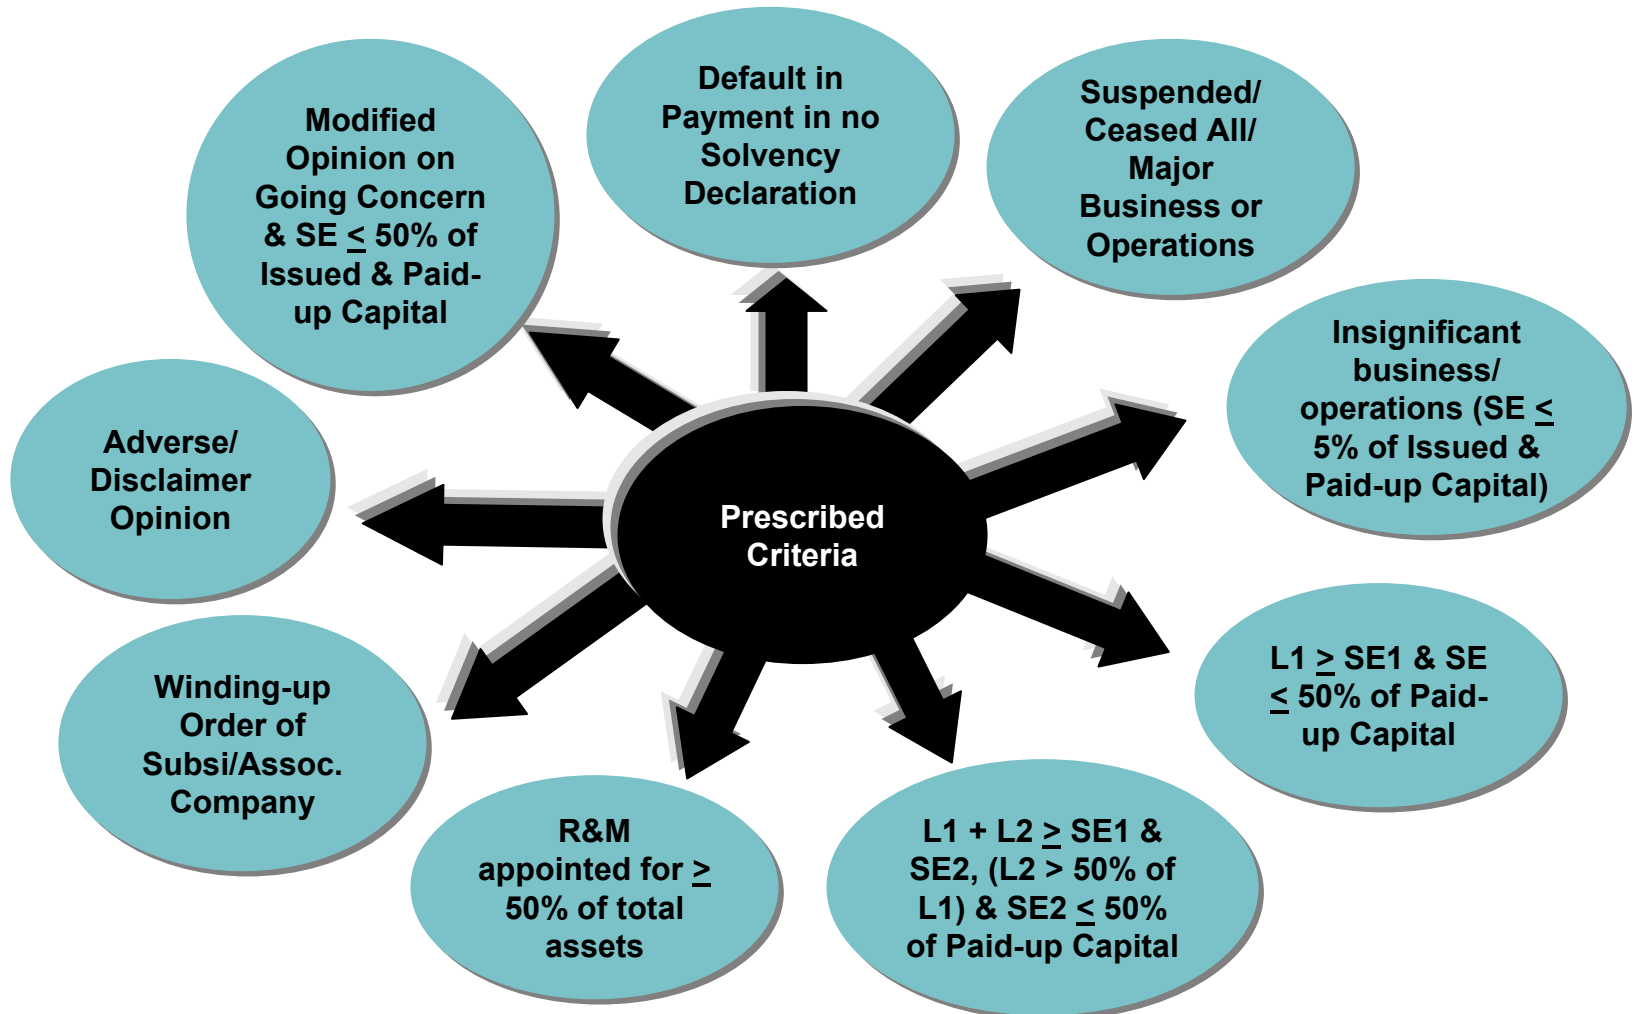 Default in
Payment in no
Solvency
Declaration
Suspended/
Ceased All/
Major
Business or
Operations
Modified
Opinion on
Going Concern
& SE ≤ 50% of
Issued & Paid-
up Capital
Insignificant
business/
operations (SE ≤
5% of Issued &
Paid-up Capital)
Adverse/
Disclaimer
Opinion
Prescribed
Criteria
L1 ≥ SE1 & SE
≤ 50% of Paid-
up Capital
Winding-up
Order of
Subsi/Assoc.
Company
R&M
appointed for ≥
50% of total
assets
L1 + L2 ≥ SE1 &
SE2, (L2 > 50% of
L1) & SE2 ≤ 50%
of Paid-up Capital